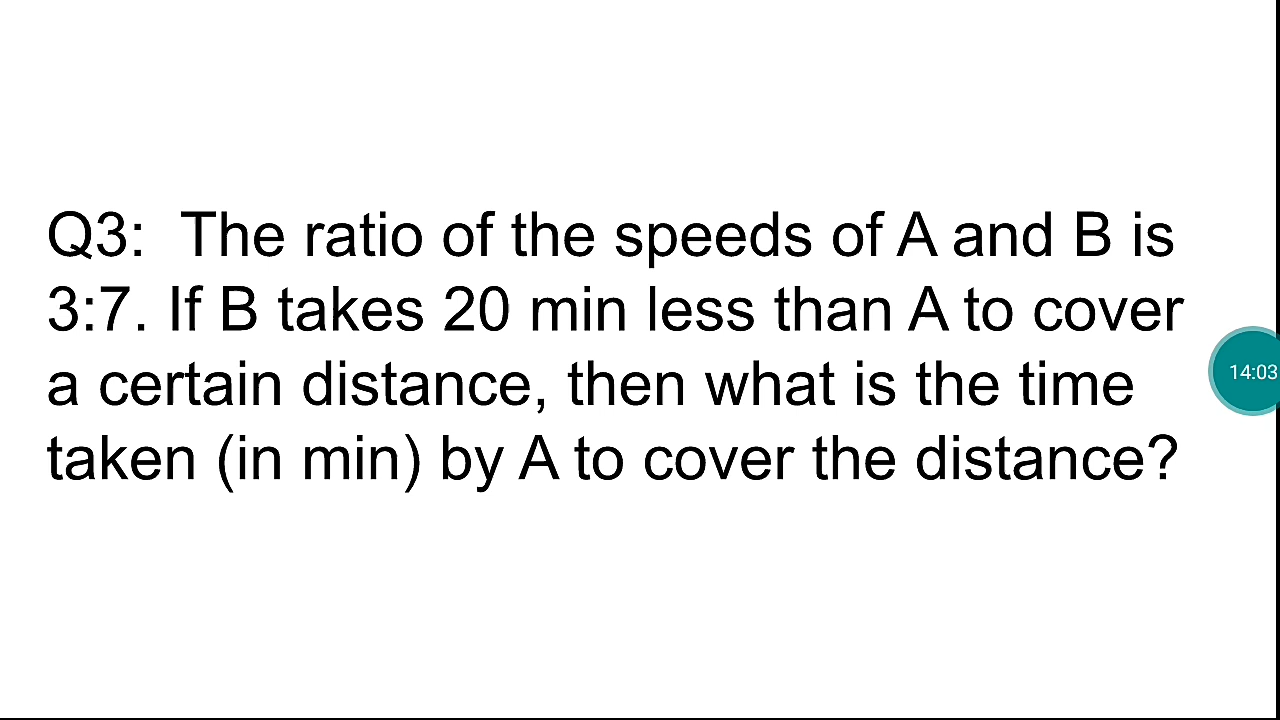 Q3:  The ratio of the speeds of A and B is
3:7. If B takes 20 min less than A to cover
a certain distance, then what is the time
taken (in min) by A to cover the distance?
14:03